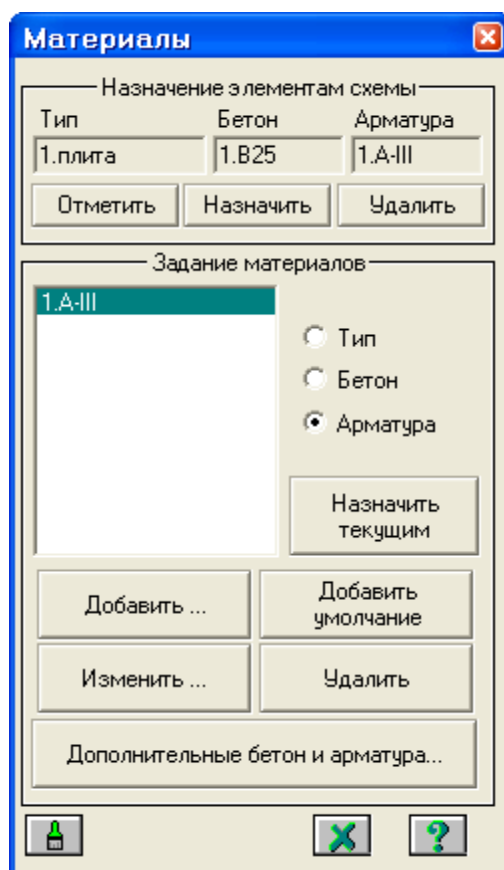 Материалы
Назначение элементам схемы
Тип Бетон Арматура
1.плита 1.B25 1.A-III
Отметить Назначить Удалить
Задание материалов
1.A-III
Тип
Бетон
Арматура
Назначить
текущим
Добавить ... Добавить
умолчание
Изменить ... Удалить
Дополнительные бетон и арматура...
?